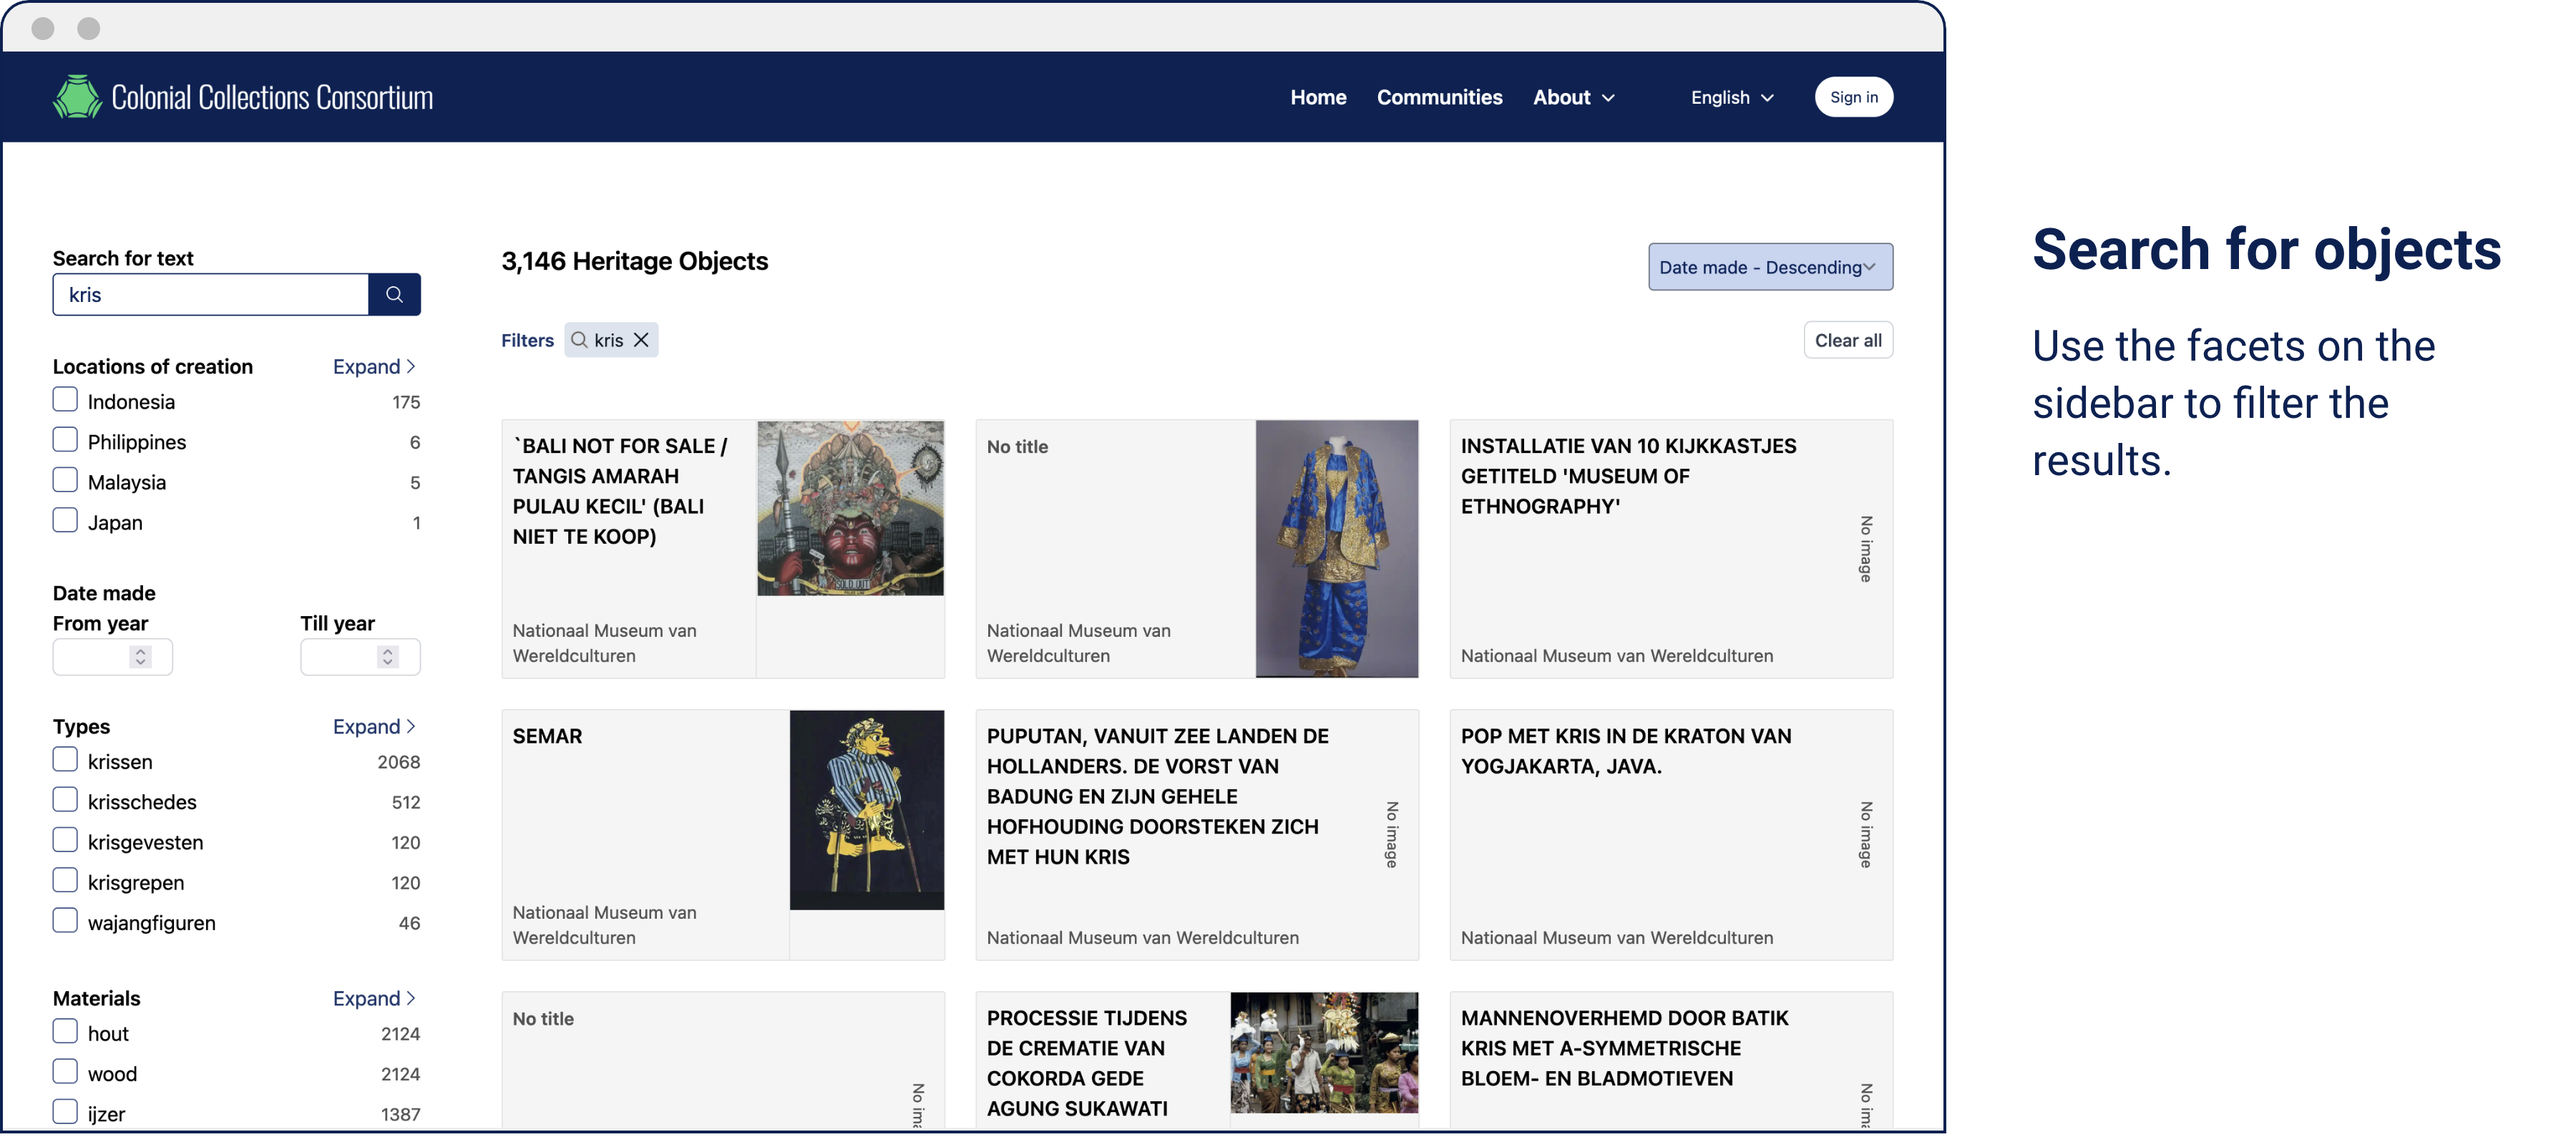 Colonial Collections Consortium
Home
Communities
About
English
Sign in
Search for text
kris
Locations of creation
Expand
Indonesia
175
Philippines
6
Malaysia
5
Japan
1
Date made
From year
Till year
Types
Expand
krissen
2068
krisschedes
512
krisgevesten
120
krisgrepen
120
wajangfiguren
46
Materials
Expand
hout
2124
wood
2124
ijzer
1387
3,146 Heritage Objects
Date made - Descending
Filters
kris
Clear all
`BALI NOT FOR SALE /
TANGIS AMARAH
PULAU KECIL' (BALI
NIET TE KOOP)
SOLD OUT
Nationaal Museum van
Wereldculturen
No title
Nationaal Museum van
Wereldculturen
INSTALLATIE VAN 10 KIJKKASTJES
GETITELD 'MUSEUM OF
ETHNOGRAPHY'
No image
Nationaal Museum van Wereldculturen
SEMAR
Nationaal Museum van
Wereldculturen
PUPUTAN, VANUIT ZEE LANDEN DE
HOLLANDERS. DE VORST VAN
BADUNG EN ZIJN GEHELE
HOFHOUDING DOORSTEKEN ZICH
MET HUN KRIS
No image
Nationaal Museum van Wereldculturen
POP MET KRIS IN DE KRATON VAN
YOGJAKARTA, JAVA.
No image
Nationaal Museum van Wereldculturen
No title
No ima
PROCESSIE TIJDENS
DE CREMATIE VAN
COKORDA GEDE
AGUNG SUKAWATI
MANNENOVERHEMD DOOR BATIK
KRIS MET A-SYMMETRISCHE
BLOEM- EN BLADMOTIEVEN
No ima
Search for objects
Use the facets on the
sidebar to filter the
results.